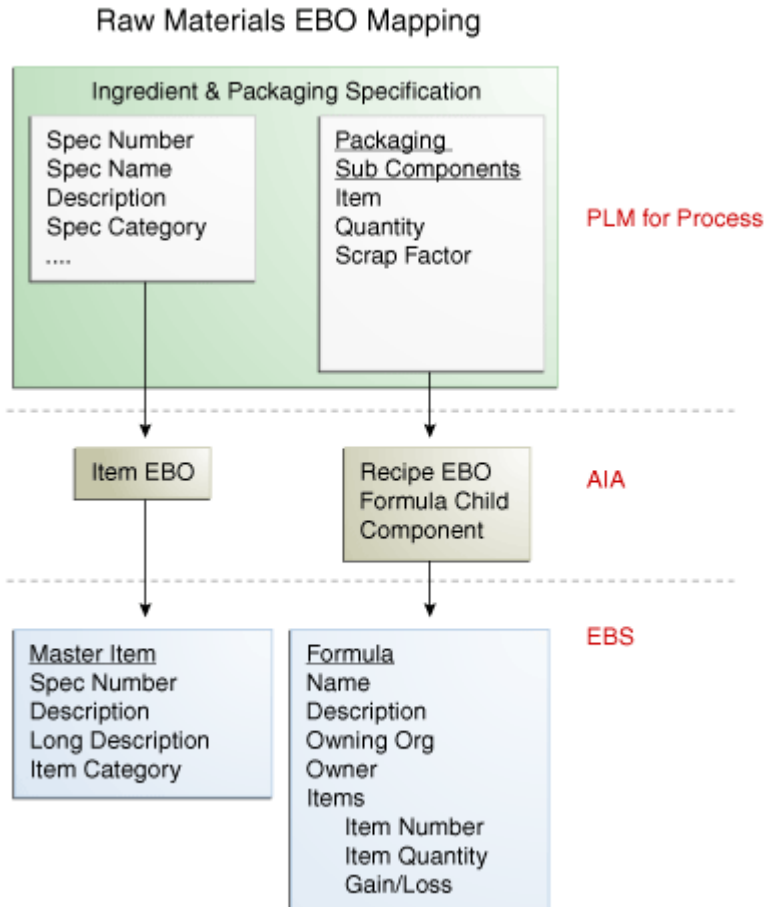 Raw Materials EBO Mapping
Ingredient & Packaging Specification
Spec Number
Spec Name
Description
Spec Category
....
Packaging
Sub Components
Item
Quantity
Scrap Factor
PLM for Process
Item EBO
Recipe EBO
Formula Child
Component
AIA
Master Item
Spec Number
Description
Long Description
Item Category
Formula
Name
Description
Owning Org
Owner
Items
Item Number
Item Quantity
Gain/Loss
EBS